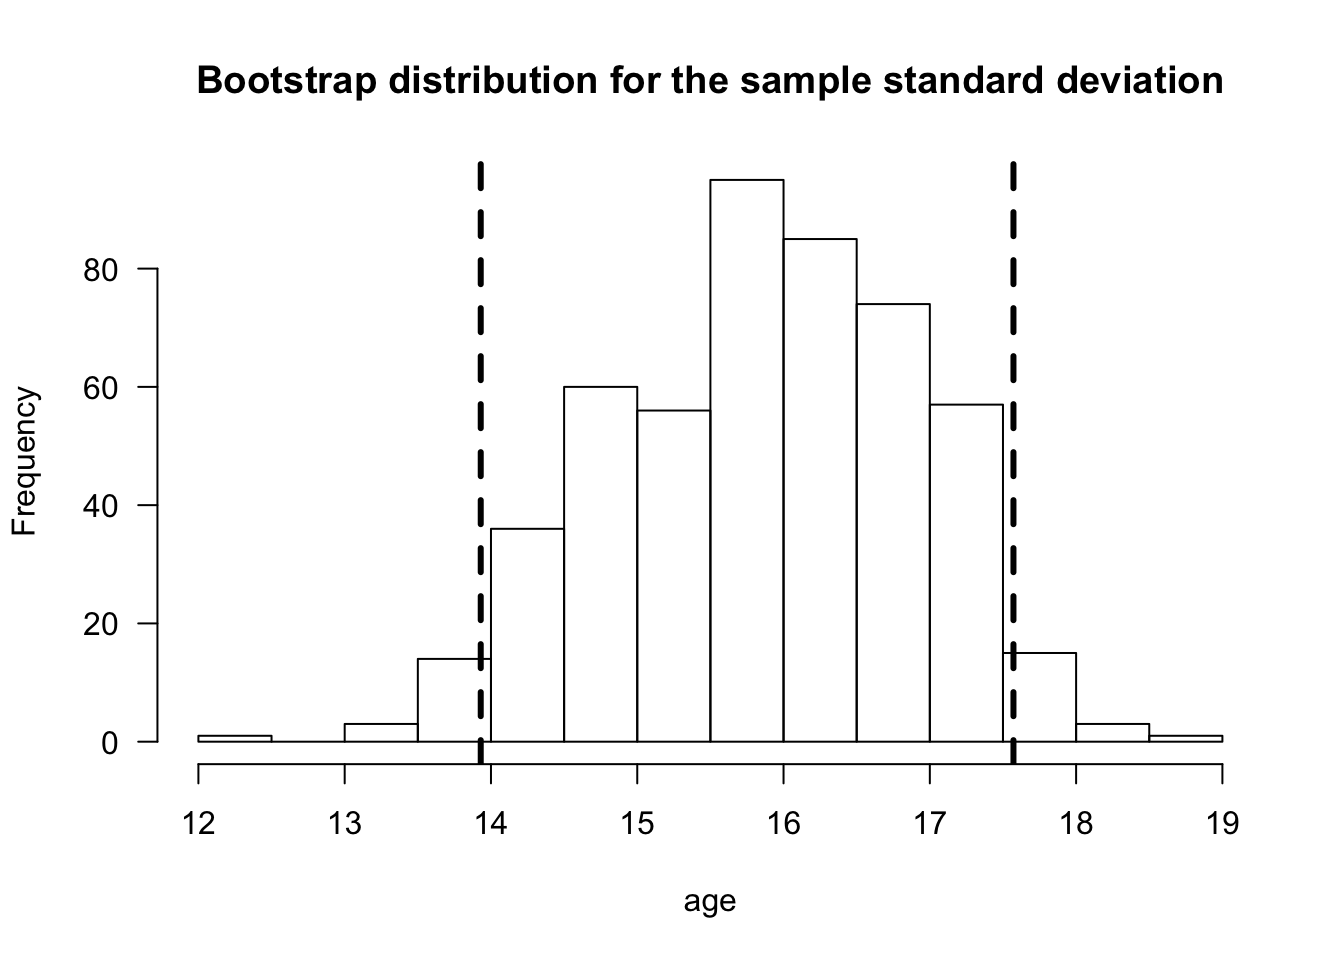 Bootstrap distribution for the sample standard deviation
Frequency
80
60
40
20
0
12 13 14 15 16 17 18 19
age